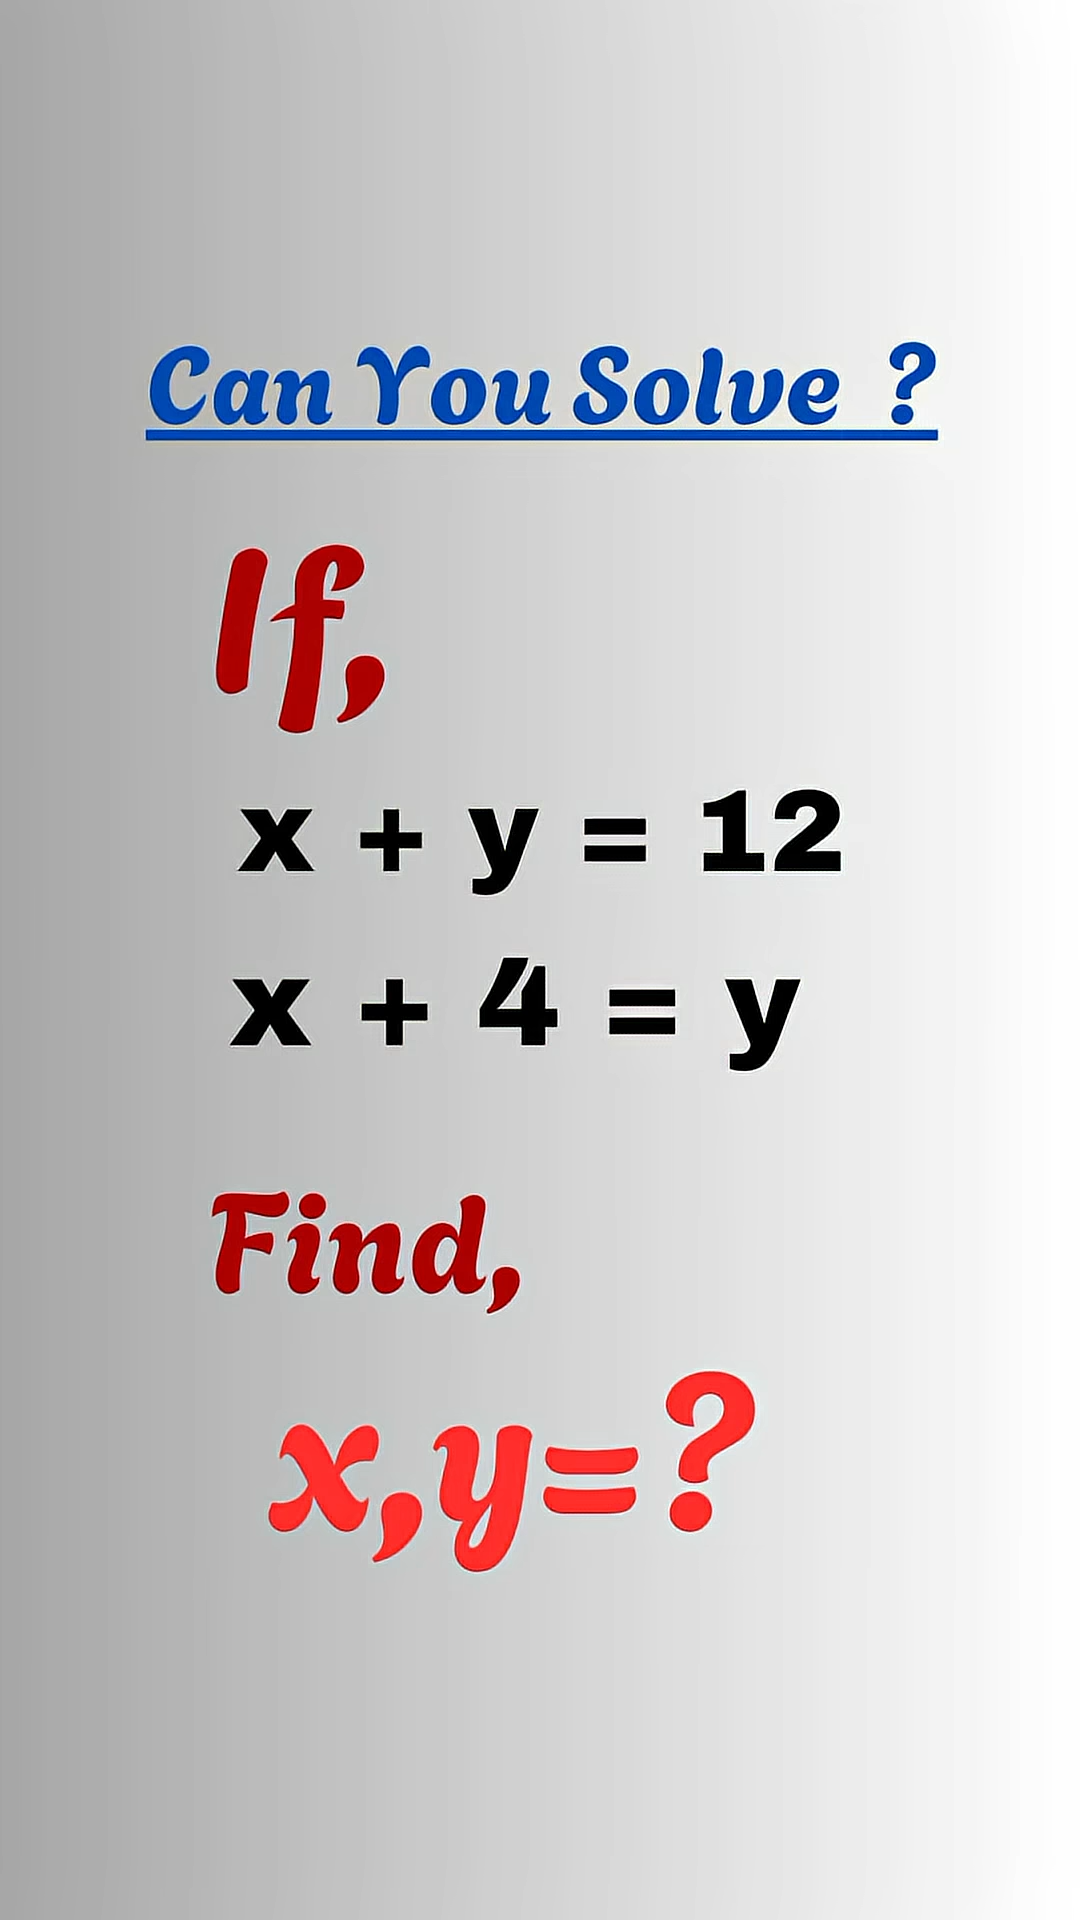 Can You Solve ?
If,
x + y = 12
x + 4 = y
Find,
x,y=?